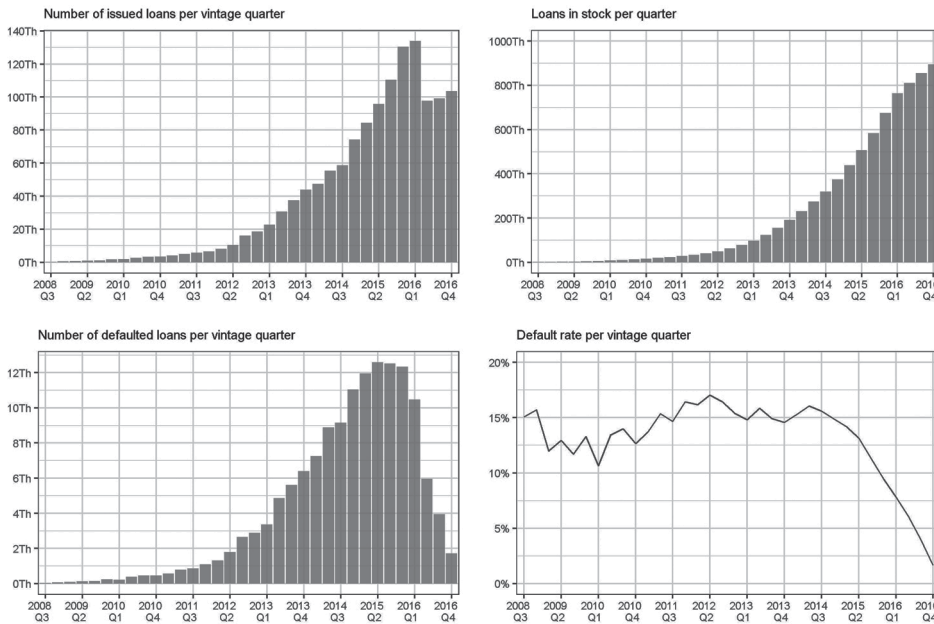 Number of issued loans per vintage quarter
140Th
120Th
100Th
80Th
60Th
40Th
20Th
0Th
2008 2009 2010 2010 2011 2012 2013 2013 2014 2015 2016 2016
Q3 Q2 Q1 Q4 Q3 Q2 Q1 Q4 Q3 Q2 Q1 Q4
Loans in stock per quarter
1000Th
800Th
600Th
400Th
200Th
0Th
2008 2009 2010 2010 2011 2012 2013 2013 2014 2015 2016 2016
Q3 Q2 Q1 Q4 Q3 Q2 Q1 Q4 Q3 Q2 Q1 Q4
Number of defaulted loans per vintage quarter
12Th
10Th
8Th
6Th
4Th
2Th
0Th
2008 2009 2010 2010 2011 2012 2013 2013 2014 2015 2016 2016
Q3 Q2 Q1 Q4 Q3 Q2 Q1 Q4 Q3 Q2 Q1 Q4
Default rate per vintage quarter
20%
15%
10%
5%
0%
2008 2009 2010 2010 2011 2012 2013 2013 2014 2015 2016 2016
Q3 Q2 Q1 Q4 Q3 Q2 Q1 Q4 Q3 Q2 Q1 Q4